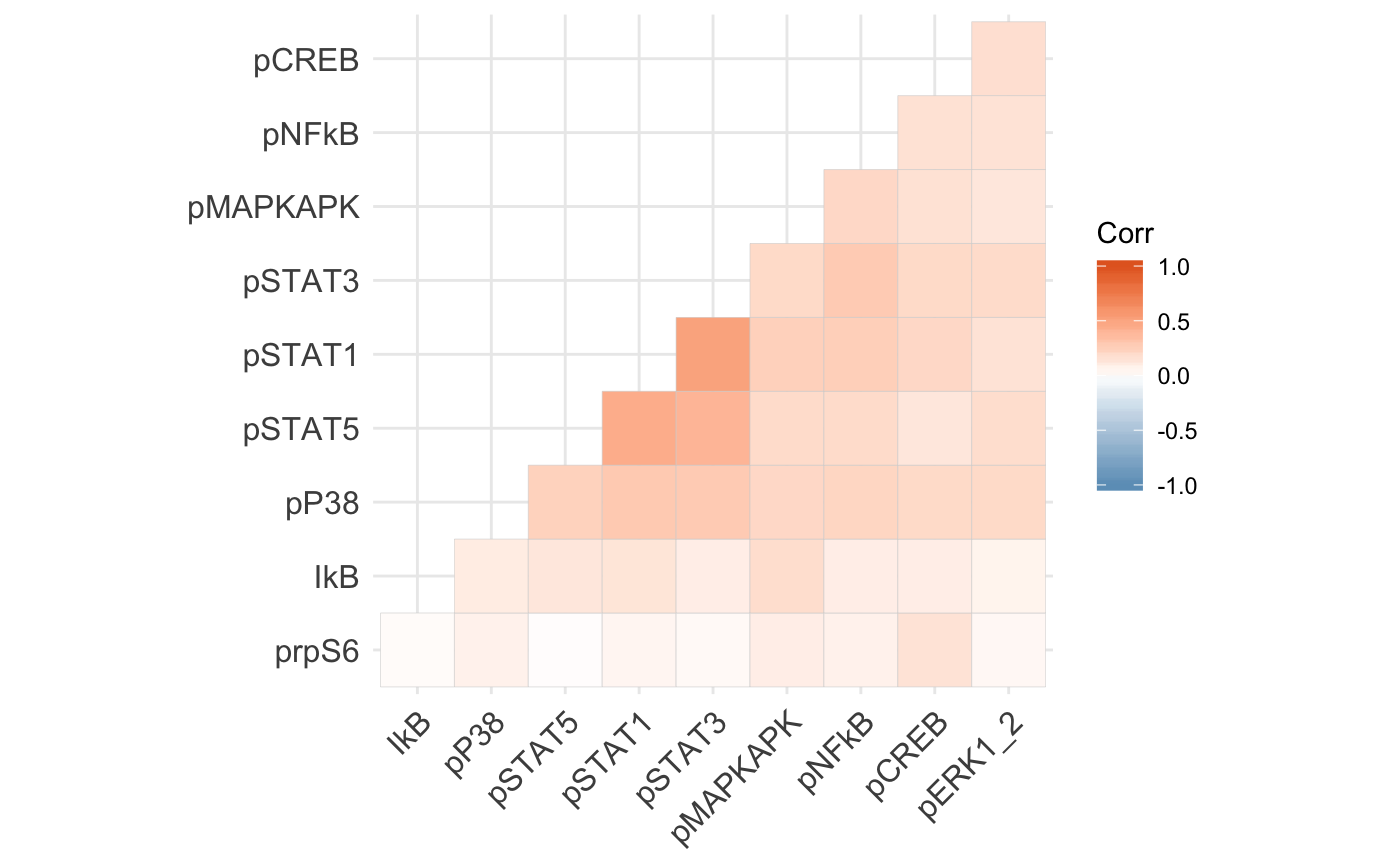 pCREB
pNFkB
pMAPKAPK
pSTAT3
pSTAT1
pSTAT5
pP38
IkB
prpS6
IkB
pP38
pSTAT5
pSTAT1
pSTAT3
pMAPKAPK
pNFkB
pCREB
pERK1_2
Corr
1.0
0.5
0.0
-0.5
-1.0